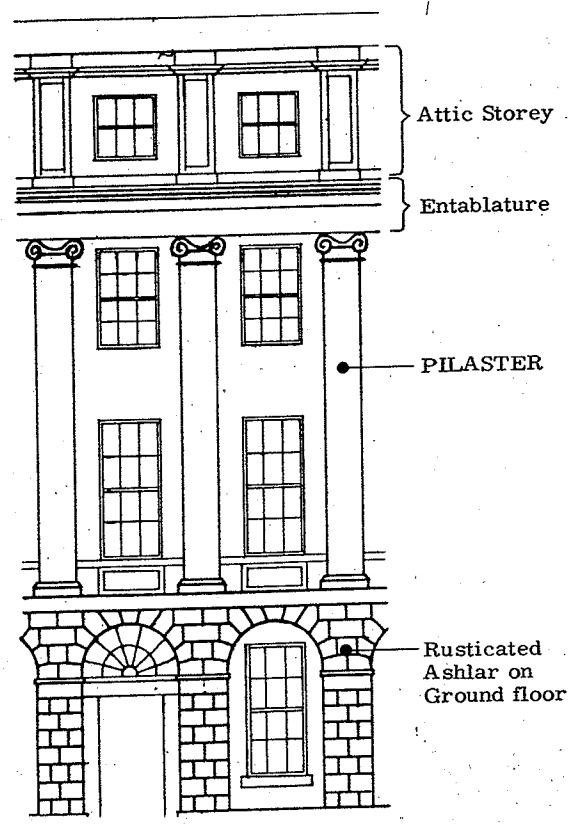 Attic Storey
Entablature
PILASTER
Rusticated
Ashlar on
Ground floor